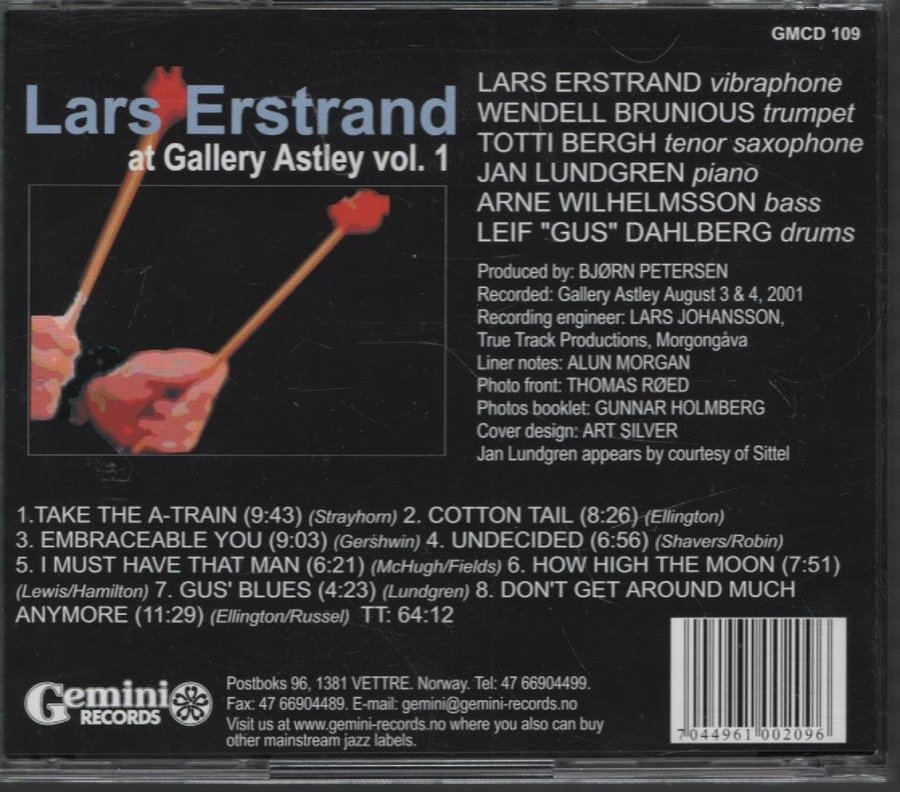 GMCD 109
Lars Erstrand
at Gallery Astley vol. 1
LARS ERSTRAND vibraphone
WENDELL BRUNIOUS trumpet
TOTTI BERGH tenor saxophone
JAN LUNDGREN piano
ARNE WILHELMSSON bass
LEIF "GUS" DAHLBERG drums
Produced by: BJØRN PETERSEN
Recorded: Gallery Astley August 3 & 4, 2001
Recording engineer: LARS JOHANSSON,
True Track Productions, Morgongåva
Liner notes: ALUN MORGAN
Photo front: THOMAS RØED
Photos booklet: GUNNAR HOLMBERG
Cover design: ART SILVER
Jan Lundgren appears by courtesy of Sittel
1.TAKE THE A-TRAIN (9:43) (Strayhorn) 2. COTTON TAIL (8:26) (Ellington)
3. EMBRACEABLE YOU (9:03) (Gershwin) 4. UNDECIDED (6:56) (Shavers/Robin)
5. I MUST HAVE THAT MAN (6:21) (McHugh/Fields) 6. HOW HIGH THE MOON (7:51)
(Lewis/Hamilton) 7. GUS' BLUES (4:23) (Lundgren) 8. DON'T GET AROUND MUCH
ANYMORE (11:29) (Ellington/Russel) TT: 64:12
Gemini
RECORDS
Postboks 96, 1381 VETTRE. Norway. Tel: 47 66904499.
Fax: 47 66904489. E-mail: gemini@gemini-records.no
Visit us at www.gemini-records.no where you also can buy
other mainstream jazz labels.
7 044961 002096